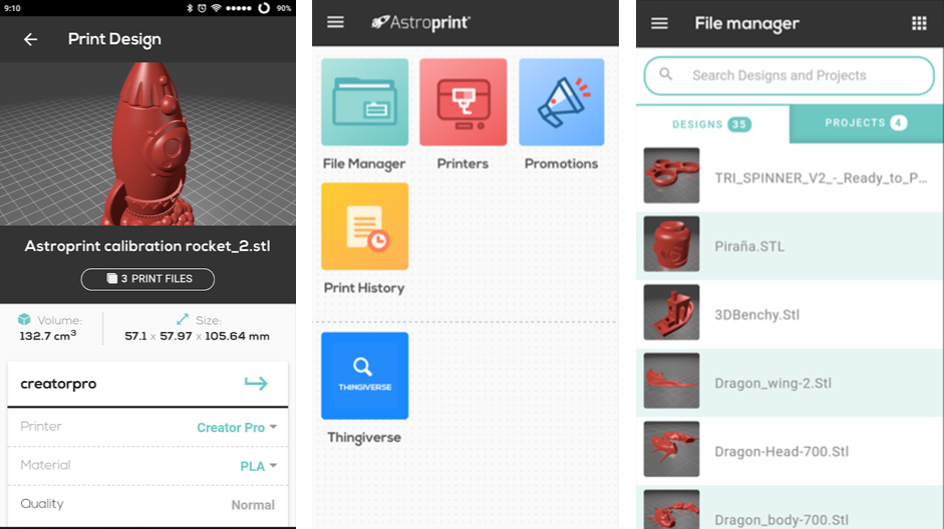 9:10
90%
Print Design
Astroprint calibration rocket_2.stl
3 PRINT FILES
Volume:
132.7 cm³
Size:
57.1 x 57.97 x 105.64 mm
creatorpro
Printer
Creator Pro
Material
PLA
Quality
Normal
Astroprint
File Manager
Printers
Promotions
Print History
THINGIVERSE
Thingiverse
File manager
Search Designs and Projects
DESIGNS 35
PROJECTS 4
TRI_SPINNER_V2_-_Ready_to_P...
Piraña.STL
3DBenchy.Stl
Dragon_wing-2.Stl
Dragon-Head-700.Stl
Dragon_body-700.Stl